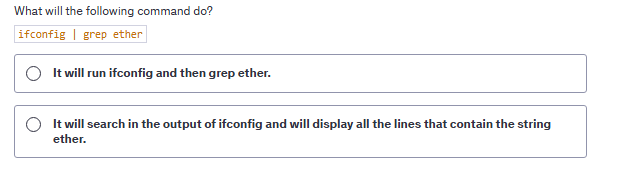 What will the following command do?
ifconfig | grep ether
It will run ifconfig and then grep ether.
It will search in the output of ifconfig and will display all the lines that contain the string
ether.